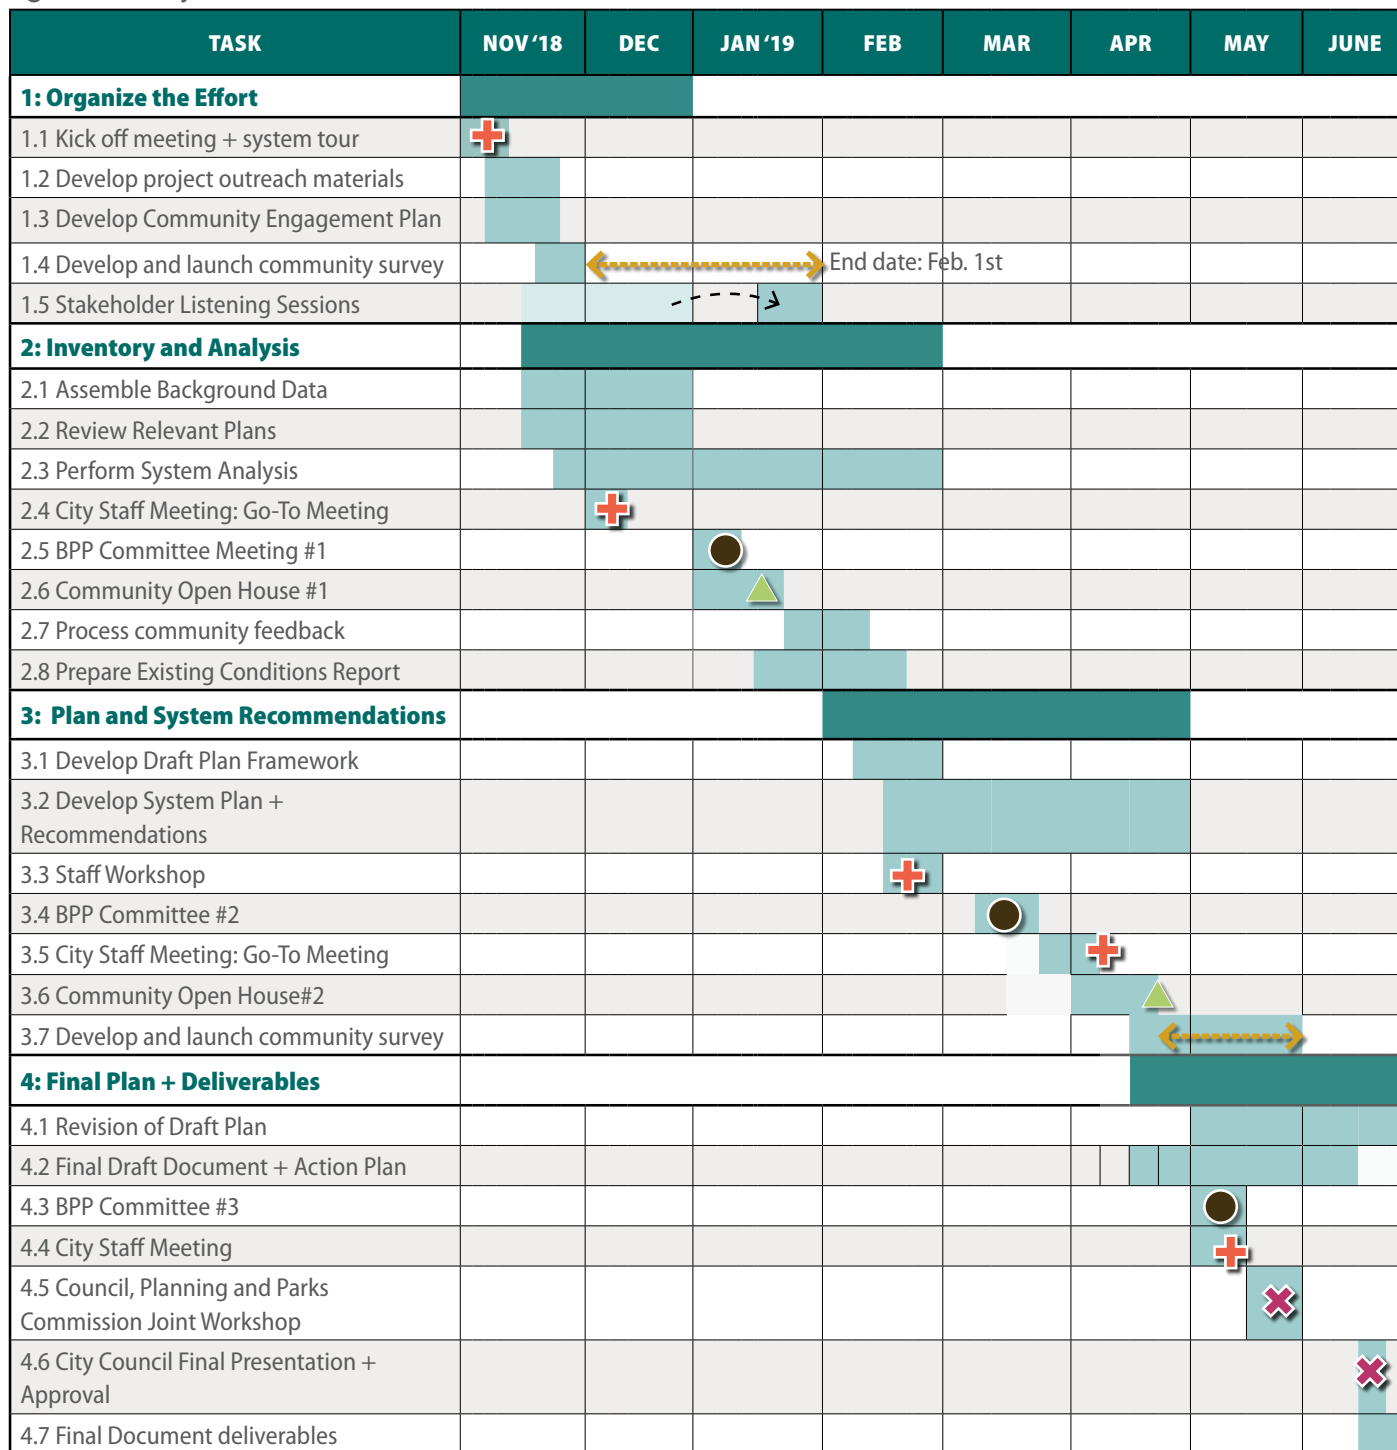 TASK NOV ‘18 DEC JAN ‘19 FEB MAR APR MAY JUNE
1: Organize the Effort
1.1 Kick off meeting + system tour
1.2 Develop project outreach materials
1.3 Develop Community Engagement Plan
1.4 Develop and launch community survey End date: Feb. 1st
1.5 Stakeholder Listening Sessions
2: Inventory and Analysis
2.1 Assemble Background Data
2.2 Review Relevant Plans
2.3 Perform System Analysis
2.4 City Staff Meeting: Go-To Meeting
2.5 BPP Committee Meeting #1
2.6 Community Open House #1
2.7 Process community feedback
2.8 Prepare Existing Conditions Report
3: Plan and System Recommendations
3.1 Develop Draft Plan Framework
3.2 Develop System Plan +
Recommendations
3.3 Staff Workshop
3.4 BPP Committee #2
3.5 City Staff Meeting: Go-To Meeting
3.6 Community Open House#2
3.7 Develop and launch community survey
4: Final Plan + Deliverables
4.1 Revision of Draft Plan
4.2 Final Draft Document + Action Plan
4.3 BPP Committee #3
4.4 City Staff Meeting
4.5 Council, Planning and Parks
Commission Joint Workshop
4.6 City Council Final Presentation +
Approval
4.7 Final Document deliverables